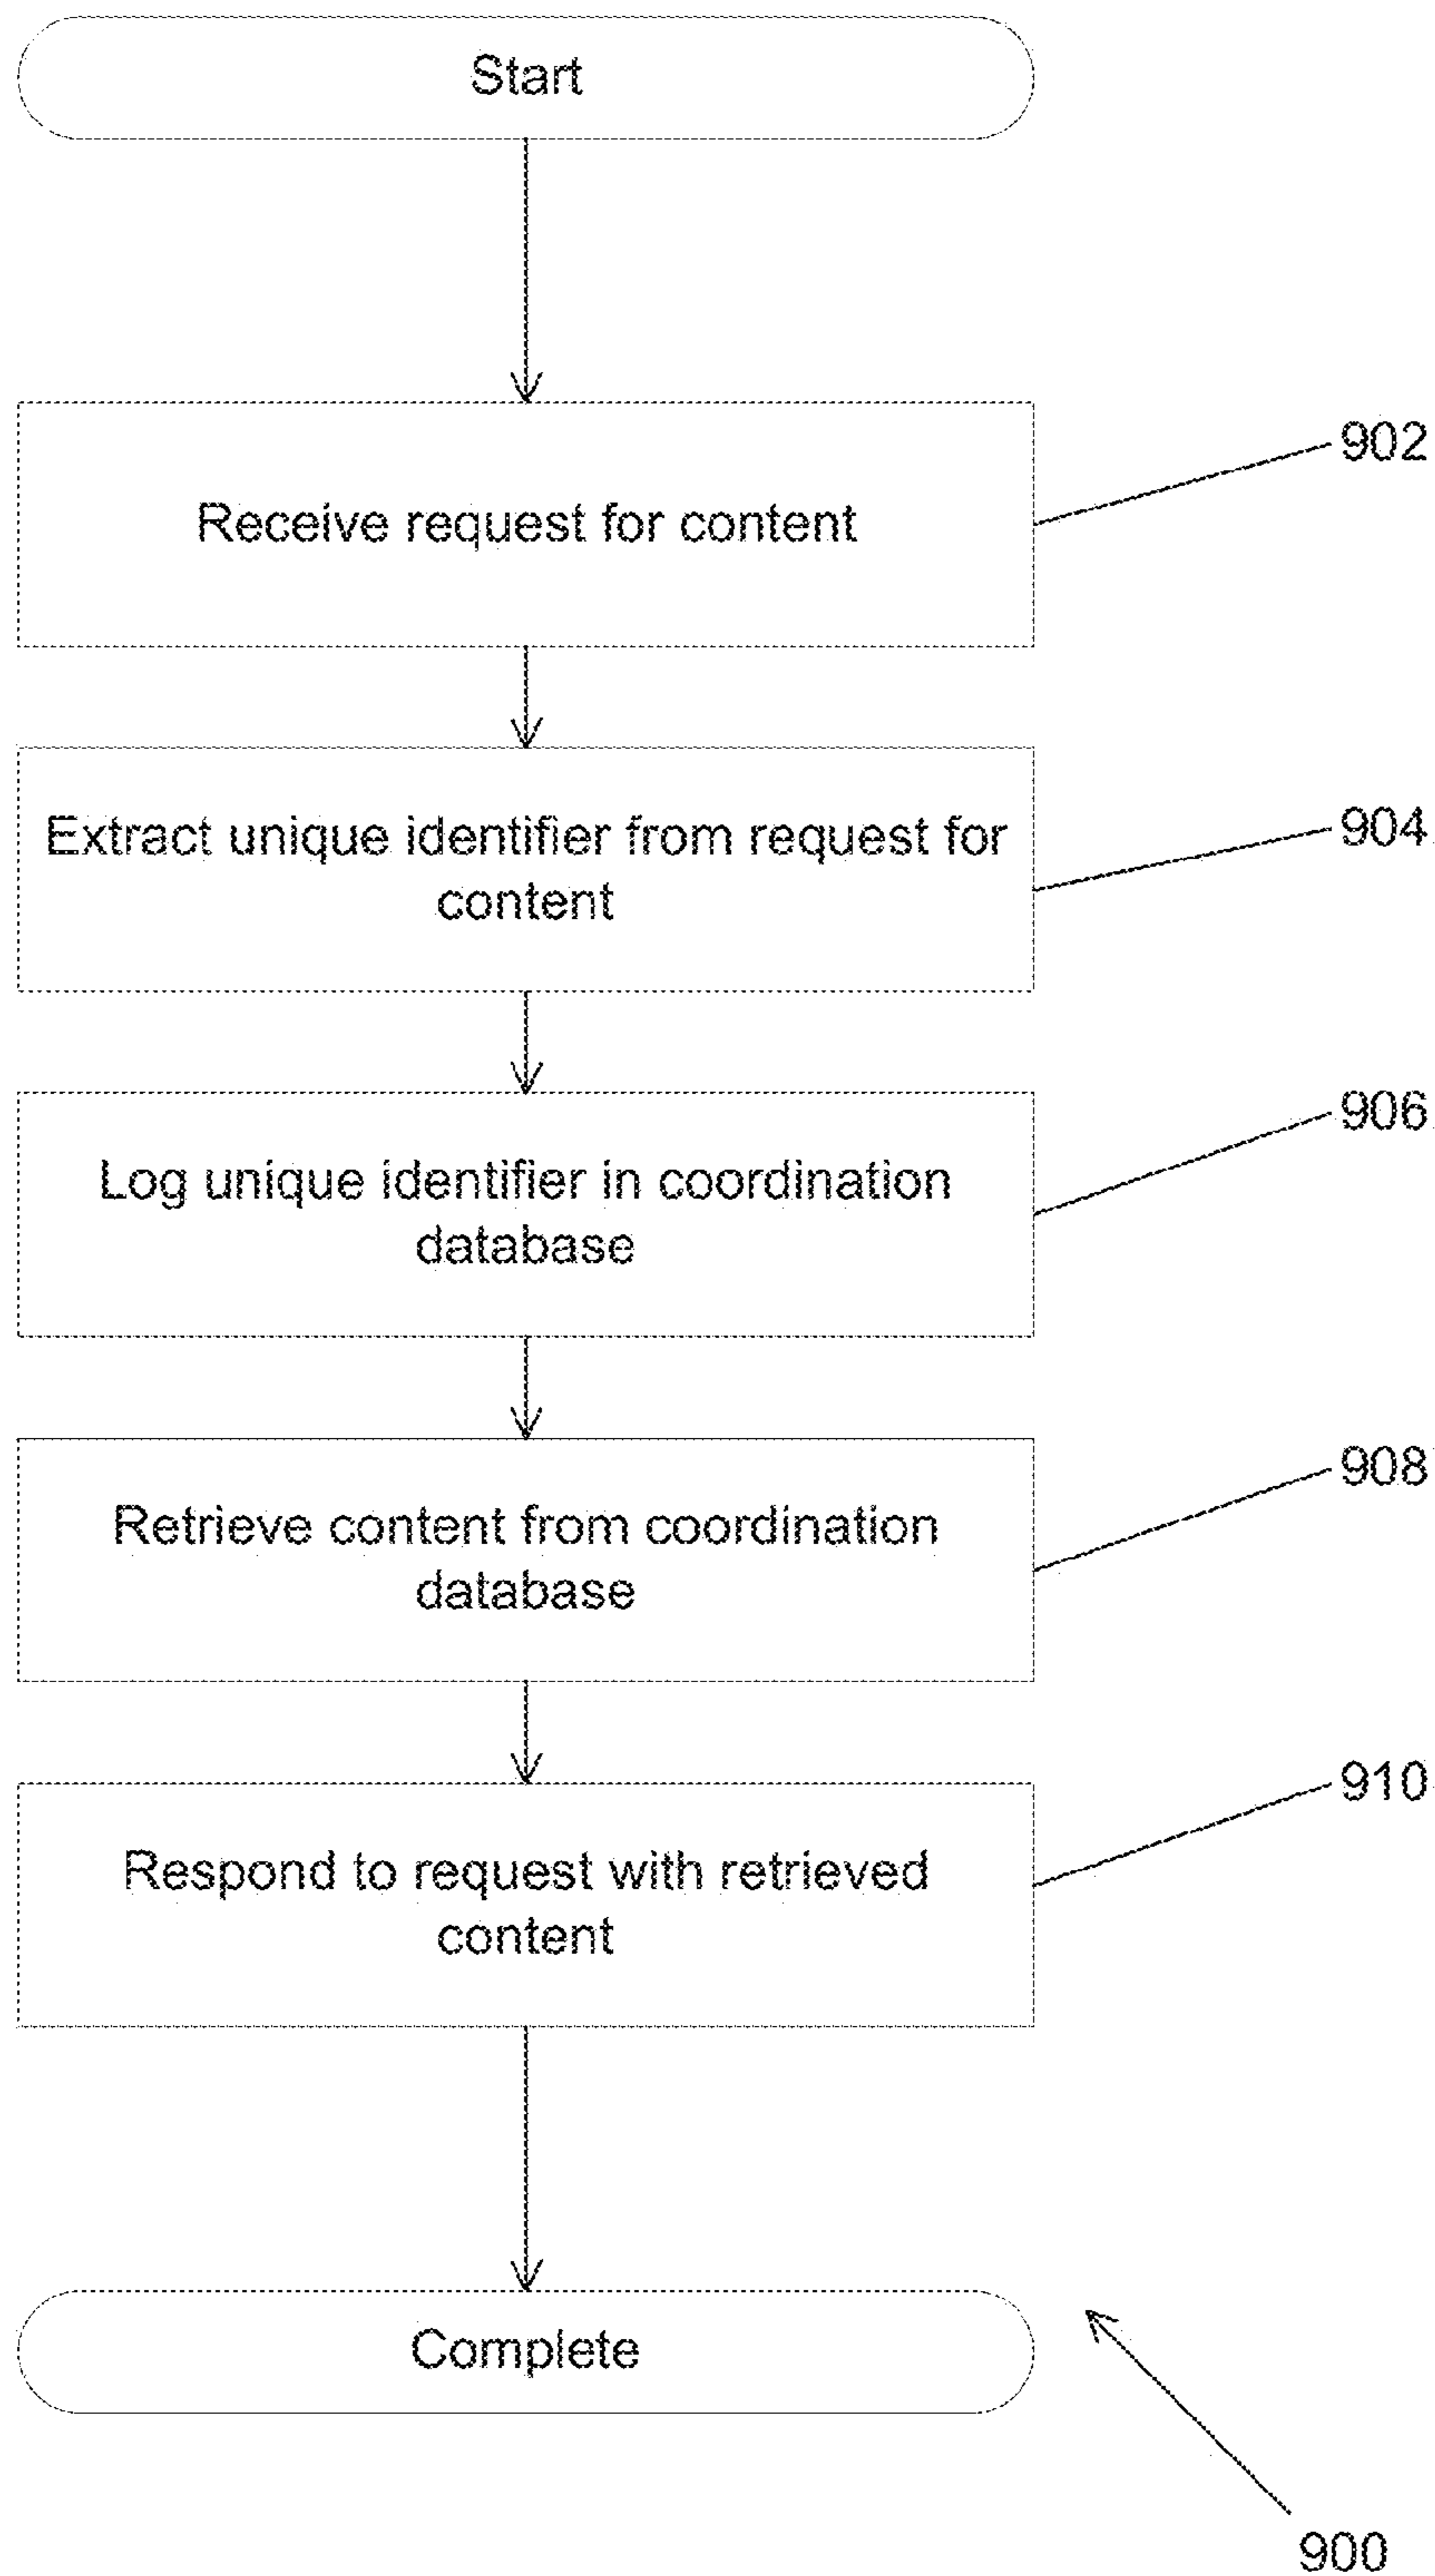 Start
Receive request for content
902
Extract unique identifier from request for
content
904
Log unique identifier in coordination
database
906
Retrieve content from coordination
database
908
Respond to request with retrieved
content
910
Complete
900